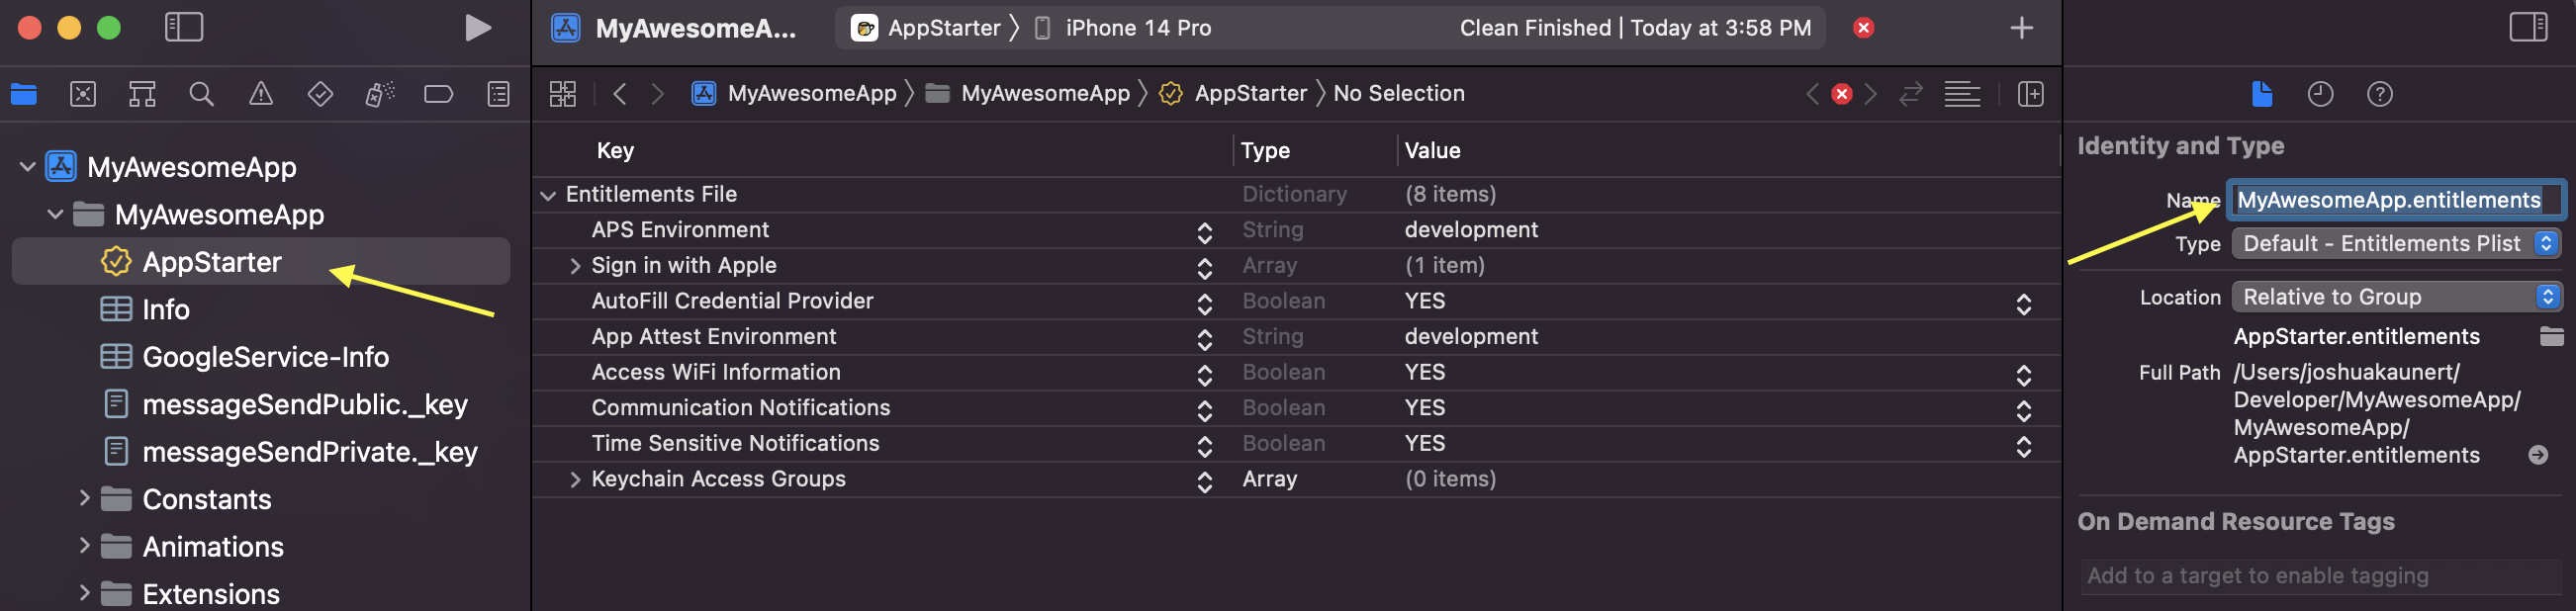 MyAwesomeA...
AppStarter
iPhone 14 Pro
Clean Finished | Today at 3:58 PM
MyAwesomeApp
MyAwesomeApp
AppStarter
No Selection
MyAwesomeApp
MyAwesomeApp
AppStarter
Info
GoogleService-Info
messageSendPublic._key
messageSendPrivate._key
Constants
Animations
Extensions
Key Type Value
Entitlements File Dictionary (8 items)
APS Environment String development
Sign in with Apple Array (1 item)
AutoFill Credential Provider Boolean YES
App Attest Environment String development
Access WiFi Information Boolean YES
Communication Notifications Boolean YES
Time Sensitive Notifications Boolean YES
Keychain Access Groups Array (0 items)
Identity and Type
Name MyAwesomeApp.entitlements
Type Default - Entitlements Plist
Location Relative to Group
AppStarter.entitlements
Full Path /Users/joshuakaunert/
Developer/MyAwesomeApp/
MyAwesomeApp/
AppStarter.entitlements
On Demand Resource Tags
Add to a target to enable tagging